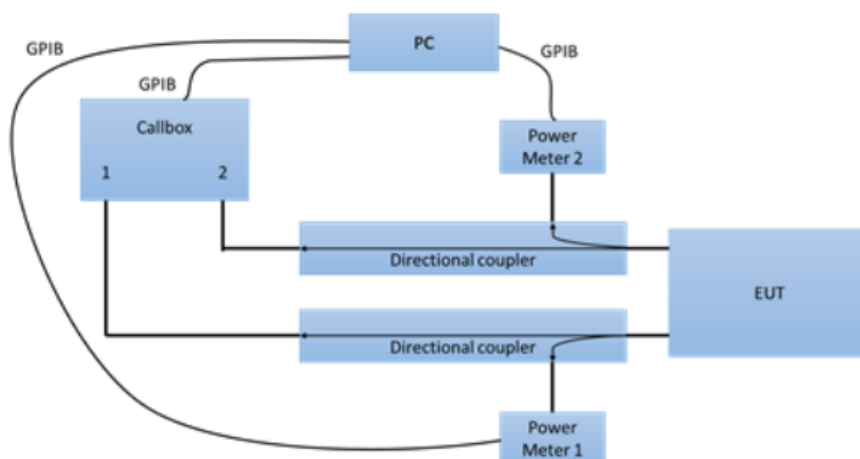 PC
GPIB
GPIB
GPIB
Callbox
1
2
Power
Meter 2
Directional coupler
EUT
Directional coupler
Power
Meter 1